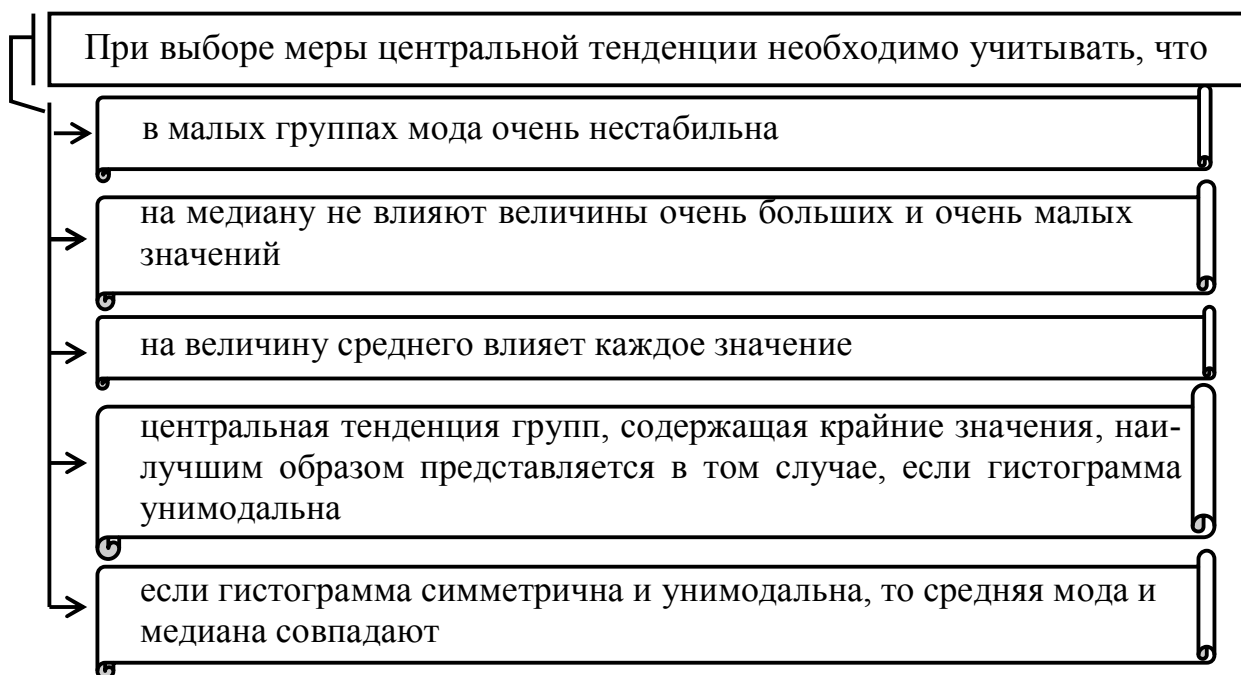 При выборе меры центральной тенденции необходимо учитывать, что
в малых группах мода очень нестабильна
на медиану не влияют величины очень больших и очень малых
значений
на величину среднего влияет каждое значение
центральная тенденция групп, содержащая крайние значения, наи-
лучшим образом представляется в том случае, если гистограмма
унимодальна
если гистограмма симметрична и унимодальна, то средняя мода и
медиана совпадают